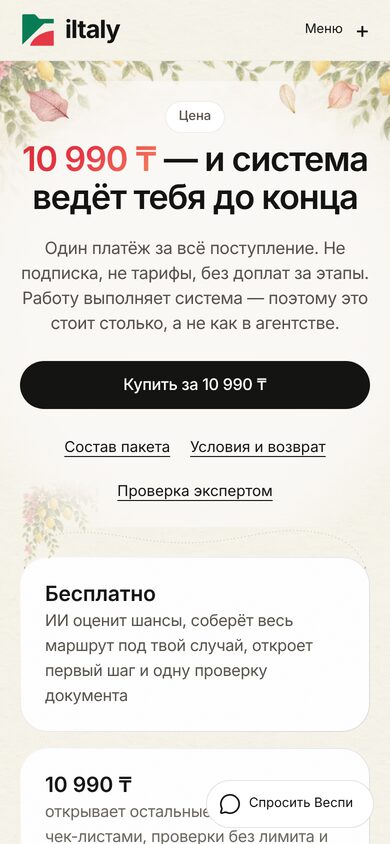 iItaly
Меню +
Цена
10 990 ₸ — и система
ведёт тебя до конца
Один платёж за всё поступление. Не
подписка, не тарифы, без доплат за этапы.
Работу выполняет система — поэтому это
стоит столько, а не как в агентстве.
Купить за 10 990 ₸
Состав пакета Условия и возврат
Проверка экспертом
Бесплатно
ИИ оценит шансы, соберёт весь
маршрут под твой случай, откроет
первый шаг и одну проверку
документа
10 990 ₸
открывает остальные
Спросить Веспи
чек-листами, проверки без лимита и